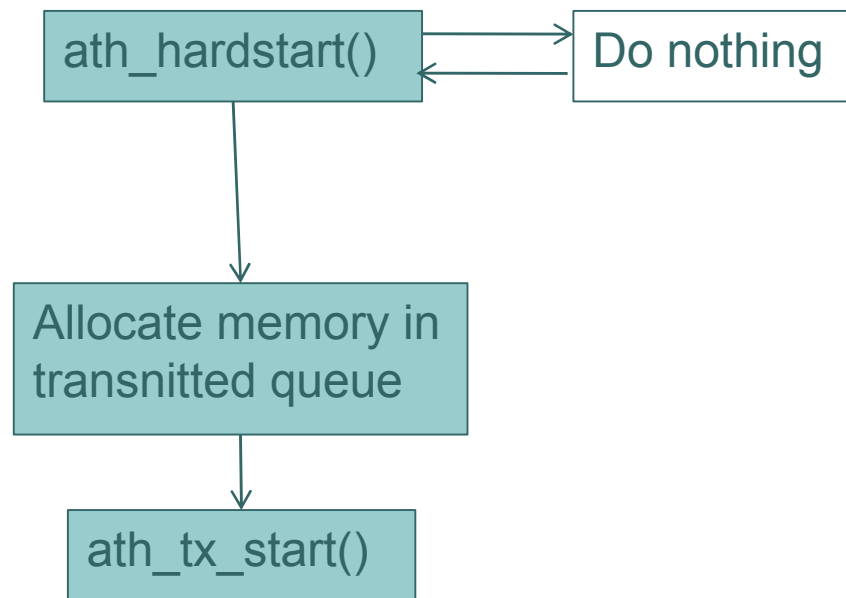 ath_hardstart()
Do nothing
Allocate memory in
transnitted queue
ath_tx_start()